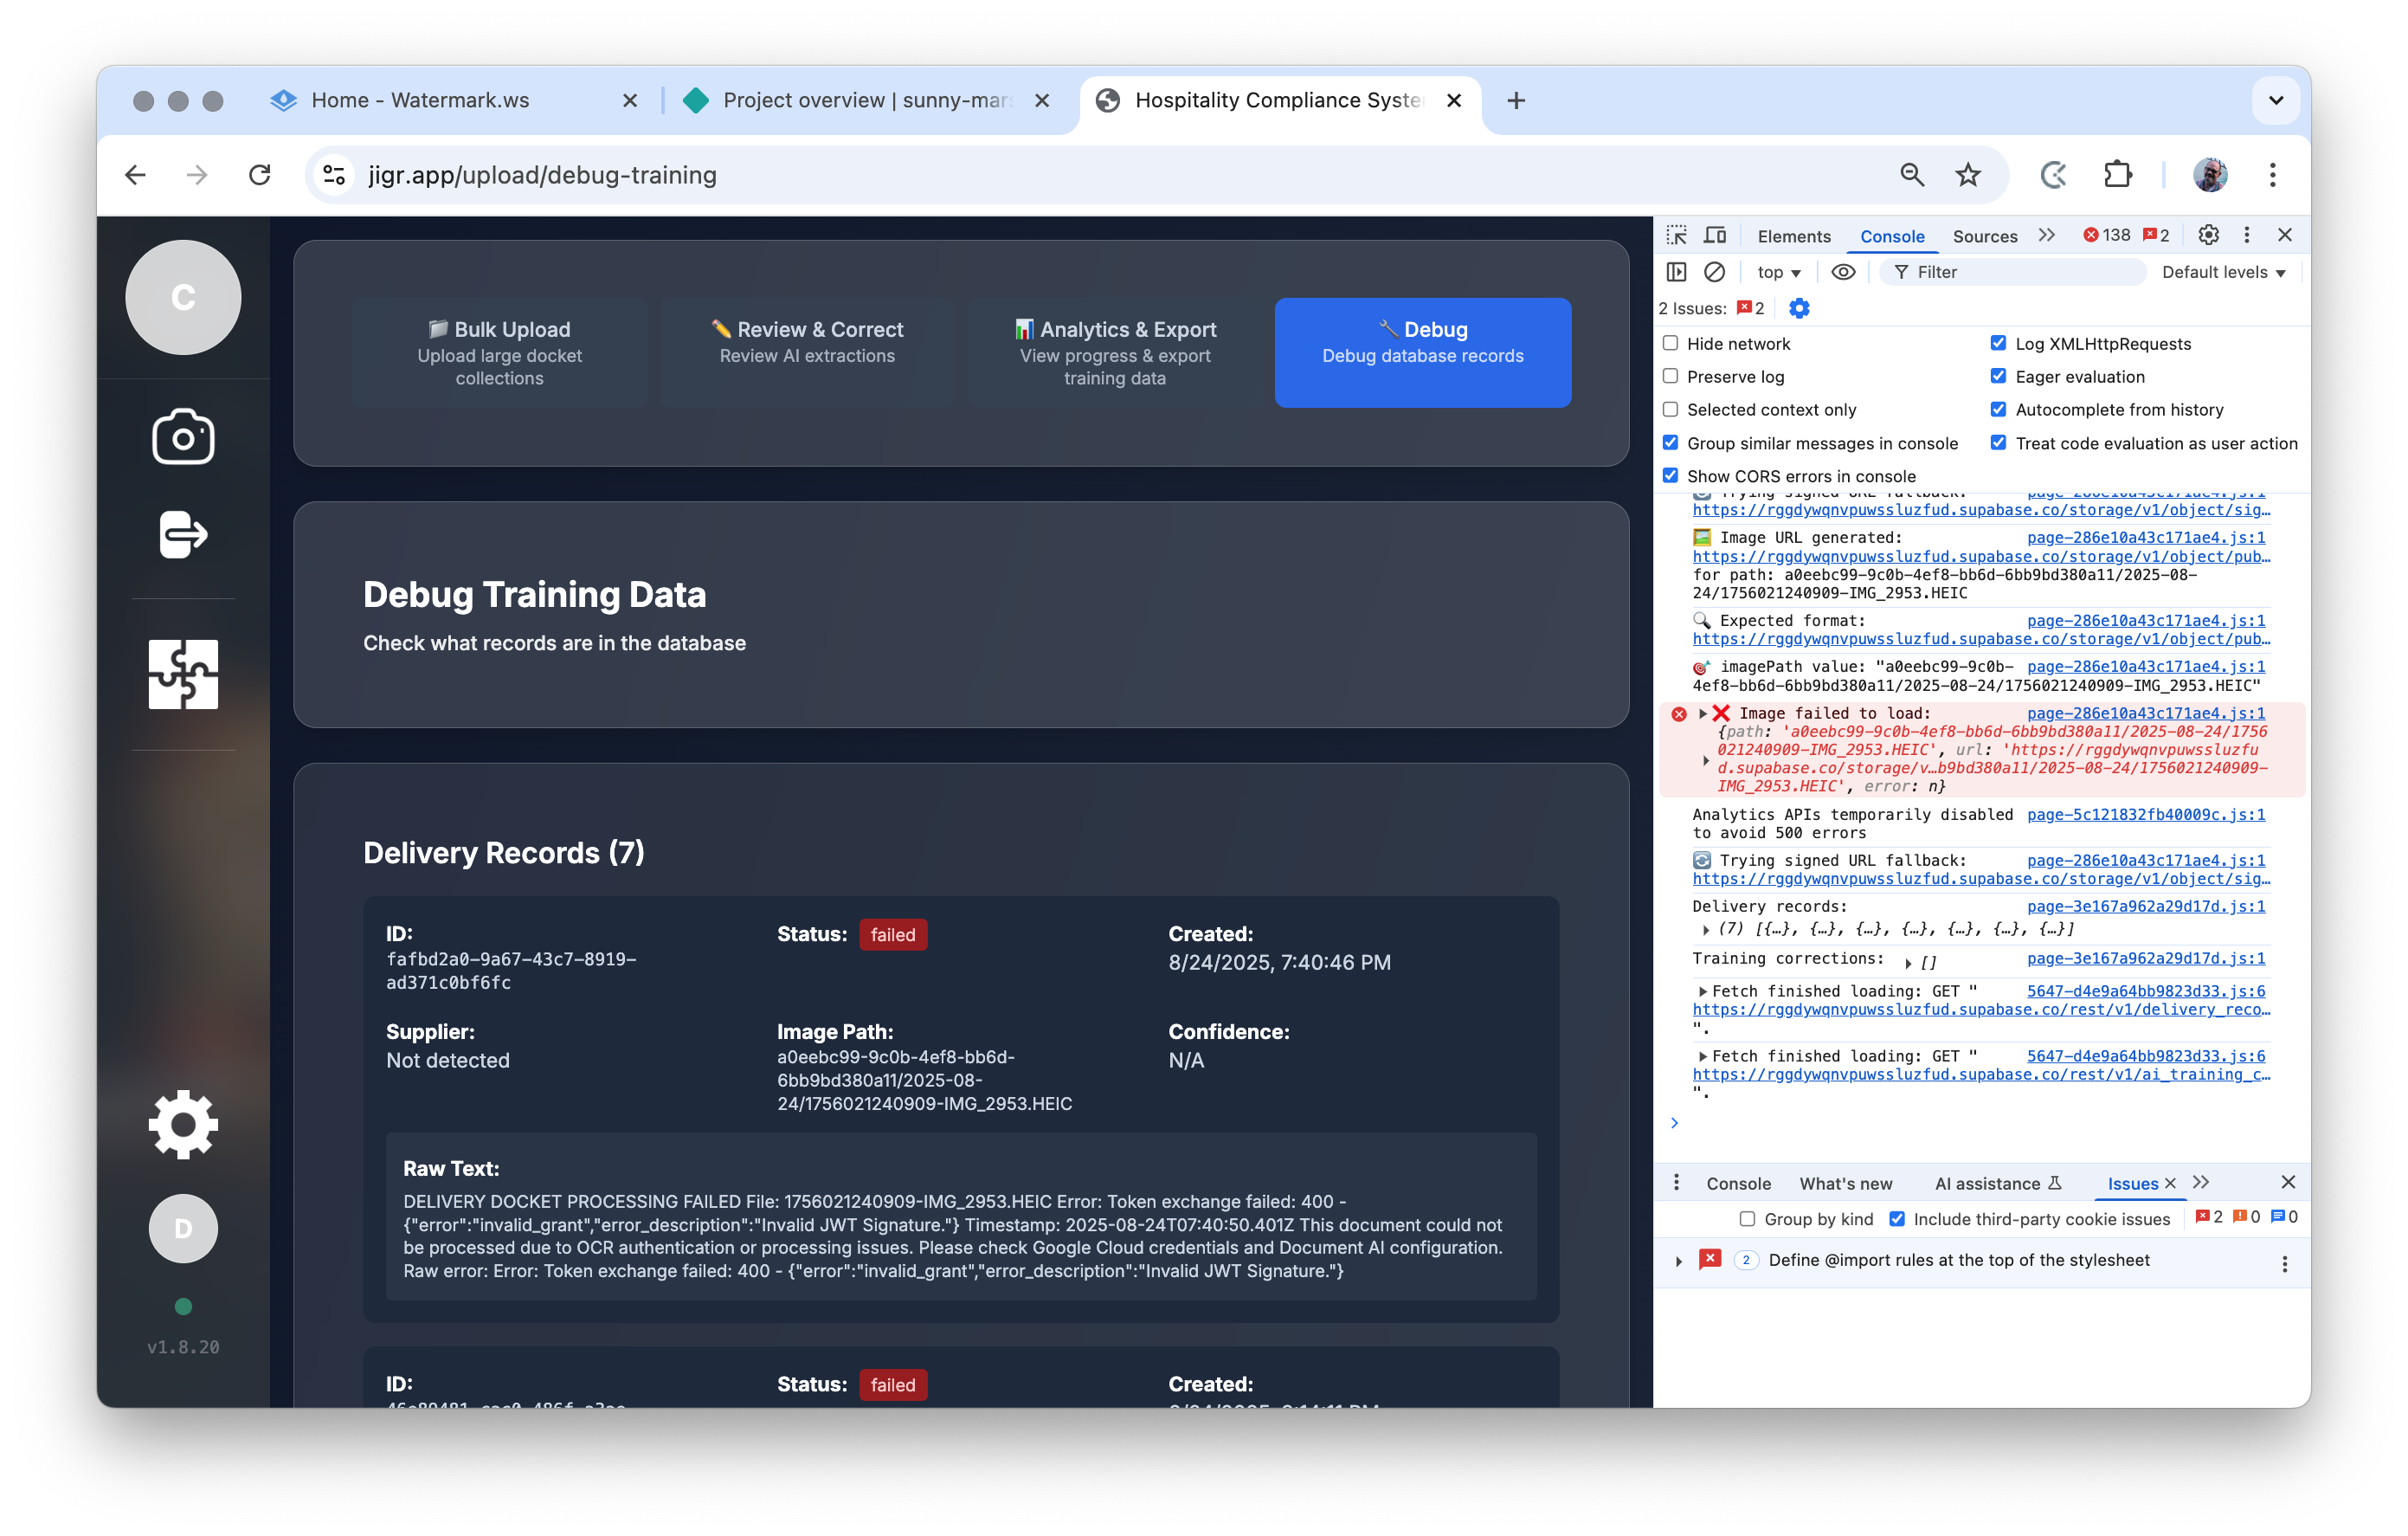 Home - Watermark.ws
Project overview | sunny-mars
Hospitality Compliance Syste
jigr.app/upload/debug-training
C
📁 Bulk Upload
Upload large docket
collections
✏️ Review & Correct
Review AI extractions
📊 Analytics & Export
View progress & export
training data
🔧 Debug
Debug database records
Debug Training Data
Check what records are in the database
Delivery Records (7)
ID:
fafbd2a0-9a67-43c7-8919-
ad371c0bf6fc
Status: failed
Created:
8/24/2025, 7:40:46 PM
Supplier:
Not detected
Image Path:
a0eebc99-9c0b-4ef8-bb6d-
6bb9bd380a11/2025-08-
24/1756021240909-IMG_2953.HEIC
Confidence:
N/A
Raw Text:
DELIVERY DOCKET PROCESSING FAILED File: 1756021240909-IMG_2953.HEIC Error: Token exchange failed: 400 -
{"error":"invalid_grant","error_description":"Invalid JWT Signature."} Timestamp: 2025-08-24T07:40:50.401Z This document could not
be processed due to OCR authentication or processing issues. Please check Google Cloud credentials and Document AI configuration.
Raw error: Error: Token exchange failed: 400 - {"error":"invalid_grant","error_description":"Invalid JWT Signature."}
ID:
Status: failed
Created:
D
v1.8.20
Elements Console Sources 138 2
top Filter Default levels
2 Issues: 2
Hide network
Log XMLHttpRequests
Preserve log
Eager evaluation
Selected context only
Autocomplete from history
Group similar messages in console
Treat code evaluation as user action
Show CORS errors in console
Trying signed URL fallback: page-286e10a43c171ae4.js:1
https://rggdywqnvpuwssluzfud.supabase.co/storage/v1/object/sig…
🖼️ Image URL generated: page-286e10a43c171ae4.js:1
https://rggdywqnvpuwssluzfud.supabase.co/storage/v1/object/pub…
for path: a0eebc99-9c0b-4ef8-bb6d-6bb9bd380a11/2025-08-
24/1756021240909-IMG_2953.HEIC
🔍 Expected format: page-286e10a43c171ae4.js:1
https://rggdywqnvpuwssluzfud.supabase.co/storage/v1/object/pub…
🎯 imagePath value: "a0eebc99-9c0b- page-286e10a43c171ae4.js:1
4ef8-bb6d-6bb9bd380a11/2025-08-24/1756021240909-IMG_2953.HEIC"
❌ Image failed to load: page-286e10a43c171ae4.js:1
{path: 'a0eebc99-9c0b-4ef8-bb6d-6bb9bd380a11/2025-08-24/1756
021240909-IMG_2953.HEIC', url: 'https://rggdywqnvpuwssluzfu
d.supabase.co/storage/v…b9bd380a11/2025-08-24/1756021240909-
IMG_2953.HEIC', error: n}
Analytics APIs temporarily disabled page-5c121832fb40009c.js:1
to avoid 500 errors
🔄 Trying signed URL fallback: page-286e10a43c171ae4.js:1
https://rggdywqnvpuwssluzfud.supabase.co/storage/v1/object/sig…
Delivery records: page-3e167a962a29d17d.js:1
(7) [{…}, {…}, {…}, {…}, {…}, {…}, {…}]
Training corrections: [] page-3e167a962a29d17d.js:1
Fetch finished loading: GET " 5647-d4e9a64bb9823d33.js:6
https://rggdywqnvpuwssluzfud.supabase.co/rest/v1/delivery_reco…
".
Fetch finished loading: GET " 5647-d4e9a64bb9823d33.js:6
https://rggdywqnvpuwssluzfud.supabase.co/rest/v1/ai_training_c…
".
Console What's new AI assistance Issues
Group by kind Include third-party cookie issues 2 0 0
2 Define @import rules at the top of the stylesheet